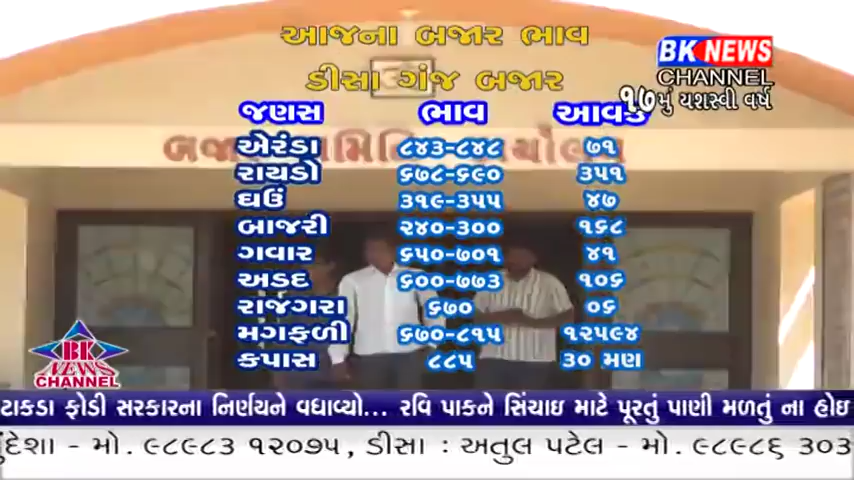 આજના બજાર ભાવ
ડીસા ગંજ બજાર
BK NEWS
CHANNEL
૧૭મું યશસ્વી વર્ષ
જણસ ભાવ આવક
બજાર સમિતિ કાર્યાલય
એરંડા ૮૪૩-૮૪૮ ૭૧
રાયડો ૬૭૮-૬૯૦ ૩૫૧
ઘઉં ૩૧૯-૩૫૫ ૪૭
બાજરી ૨૪૦-૩૦૦ ૧૬૮
ગવાર ૬૫૦-૭૦૧ ૪૧
અડદ ૬૦૦-૭૭૩ ૧૦૬
રાજગરા ૬૭૦ ૦૬
મગફળી ૬૭૦-૮૧૫ ૧૨૫૯૪
કપાસ ૮૮૫ ૩૦ મણ
BK
NEWS
CHANNEL
ટાકડા ફોડી સરકારના નિર્ણયને વધાવ્યો... રવિ પાકને સિંચાઇ માટે પૂરતું પાણી મળતું ના હોઇ
ુંદેશા - મો. ૯૮૯૮૩ ૧૨૦૭૫, ડીસા : અતુલ પટેલ - મો. ૯૮૯૮૬ ૩૦૩